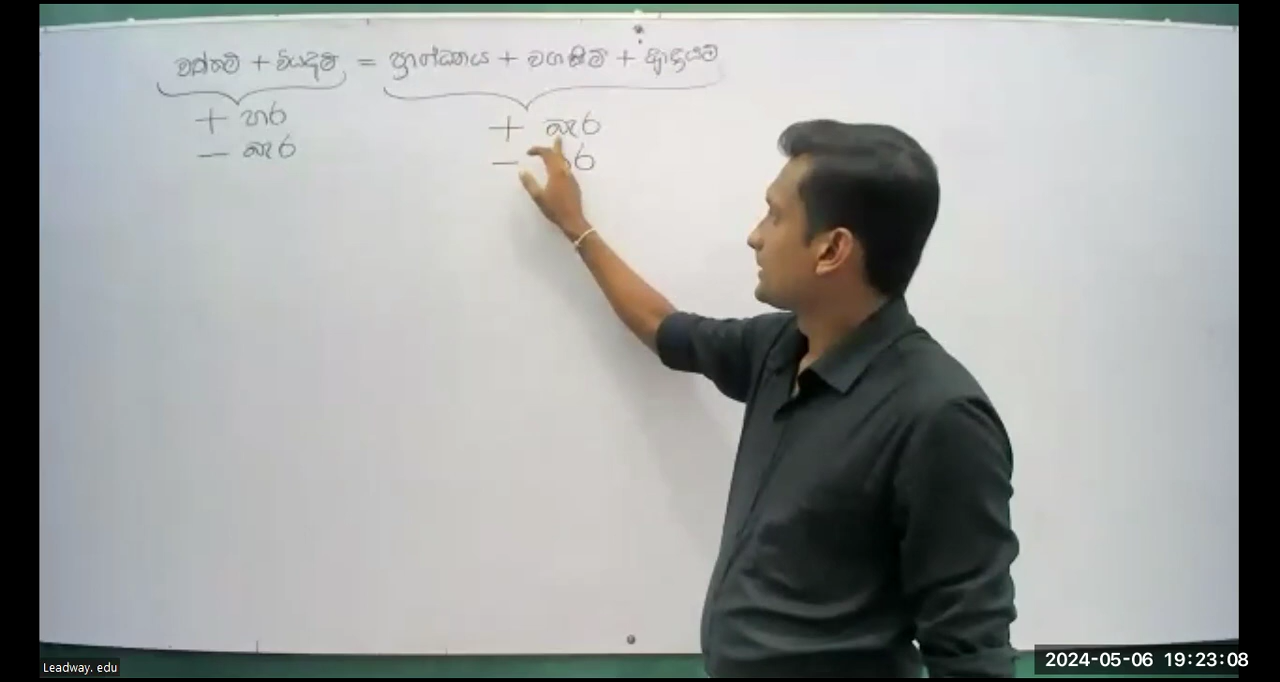 වත්කම් + වියදම් = ප්‍රාග්ධනය + වගකීම් + ආදායම්
+ හර
− බැර
+ බැර
− ර
Leadway. edu
2024-05-06 19:23:08